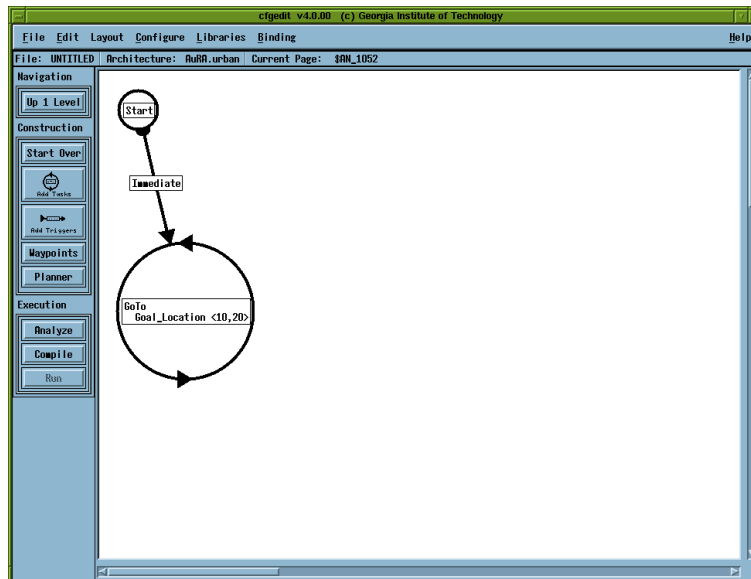 cfgedit v4.0.00 (c) Georgia Institute of Technology
File Edit Layout Configure Libraries Binding Help
File: UNTITLED Architecture: AuRA.urban Current Page: $AN_1052
Navigation
Up 1 Level
Construction
Start Over
Add Tasks
Add Triggers
Waypoints
Planner
Execution
Analyze
Compile
Run
Start
Immediate
GoTo
Goal_Location <10,20>